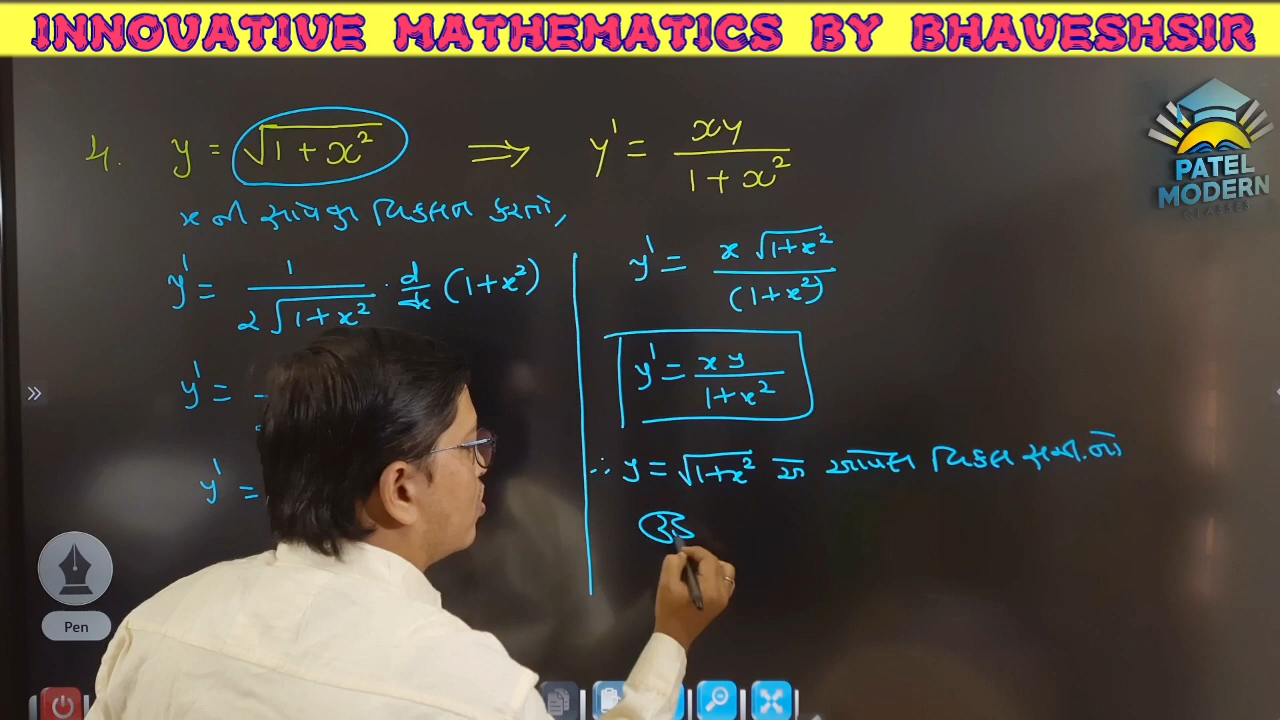 INNOVATIVE MATHEMATICS BY BHAVESHSIR
4. y = √(1 + x²) ⇒ y' = xy / (1 + x²)
x ની સાપેક્ષ વિકલન કરતાં,
y' = 1 / (2√(1 + x²)) · d/dx (1 + x²)
y' =
y' =
y' = x √(1+x²) / (1+x²)
y' = xy / (1+x²)
∴ y = √(1+x²) એ આપેલ વિકલ
PATEL
MODERN
CLASSES
Pen